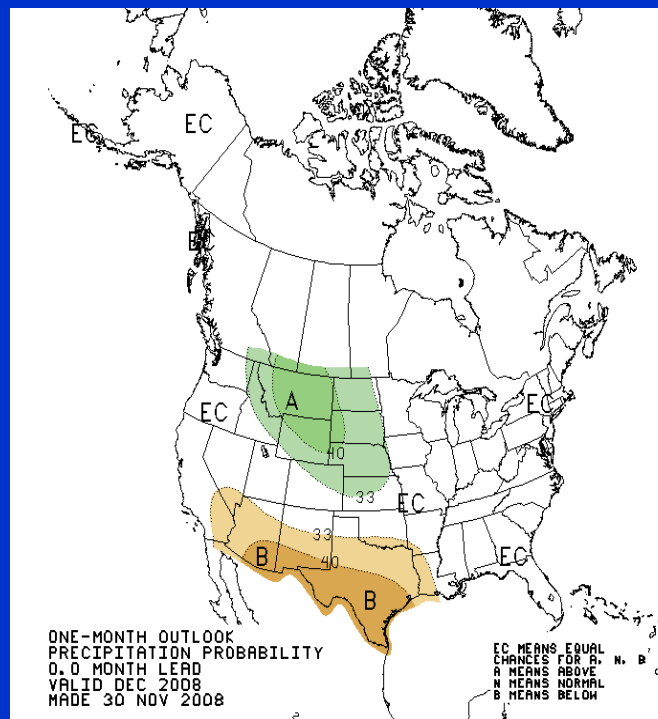 EC
EC
EC
A
EC
EC
40
33
EC
33
EC
B
40
B
ONE-MONTH OUTLOOK
PRECIPITATION PROBABILITY
0.0 MONTH LEAD
VALID DEC 2008
MADE 30 NOV 2008
EC MEANS EQUAL
CHANCES FOR A, N, B
A MEANS ABOVE
N MEANS NORMAL
B MEANS BELOW